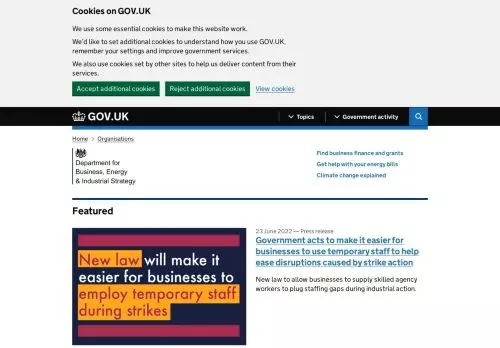 Cookies on GOV.UK
We use some essential cookies to make this website work.
We'd like to set additional cookies to understand how you use GOV.UK,
remember your settings and improve government services.
We also use cookies set by other sites to help us deliver content from their
services.
Accept additional cookies Reject additional cookies View cookies
GOV.UK Topics Government activity
Home > Organisations
Department for
Business, Energy
& Industrial Strategy
Find business finance and grants
Get help with your energy bills
Climate change explained
Featured
New law will make it
easier for businesses to
employ temporary staff
during strikes
23 June 2022 — Press release
Government acts to make it easier for
businesses to use temporary staff to help
ease disruptions caused by strike action
New law to allow businesses to supply skilled agency
workers to plug staffing gaps during industrial action.